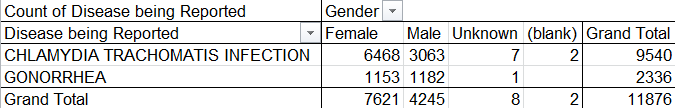 Count of Disease being Reported Gender
Disease being Reported Female Male Unknown (blank) Grand Total
CHLAMYDIA TRACHOMATIS INFECTION 6468 3063 7 2 9540
GONORRHEA 1153 1182 1 2336
Grand Total 7621 4245 8 2 11876